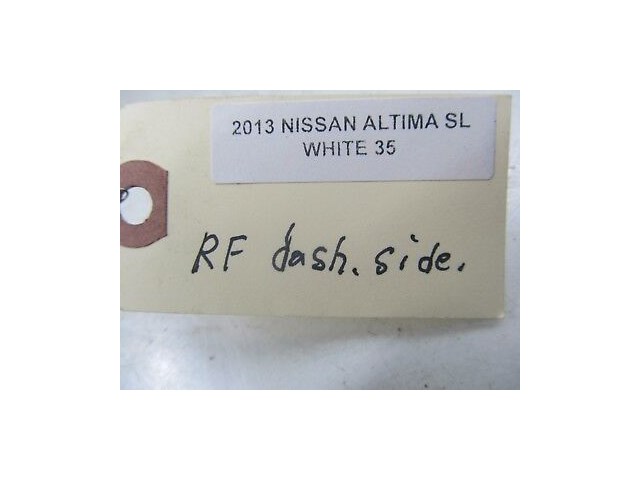 2013 NISSAN ALTIMA SL
WHITE 35
RF dash. side.